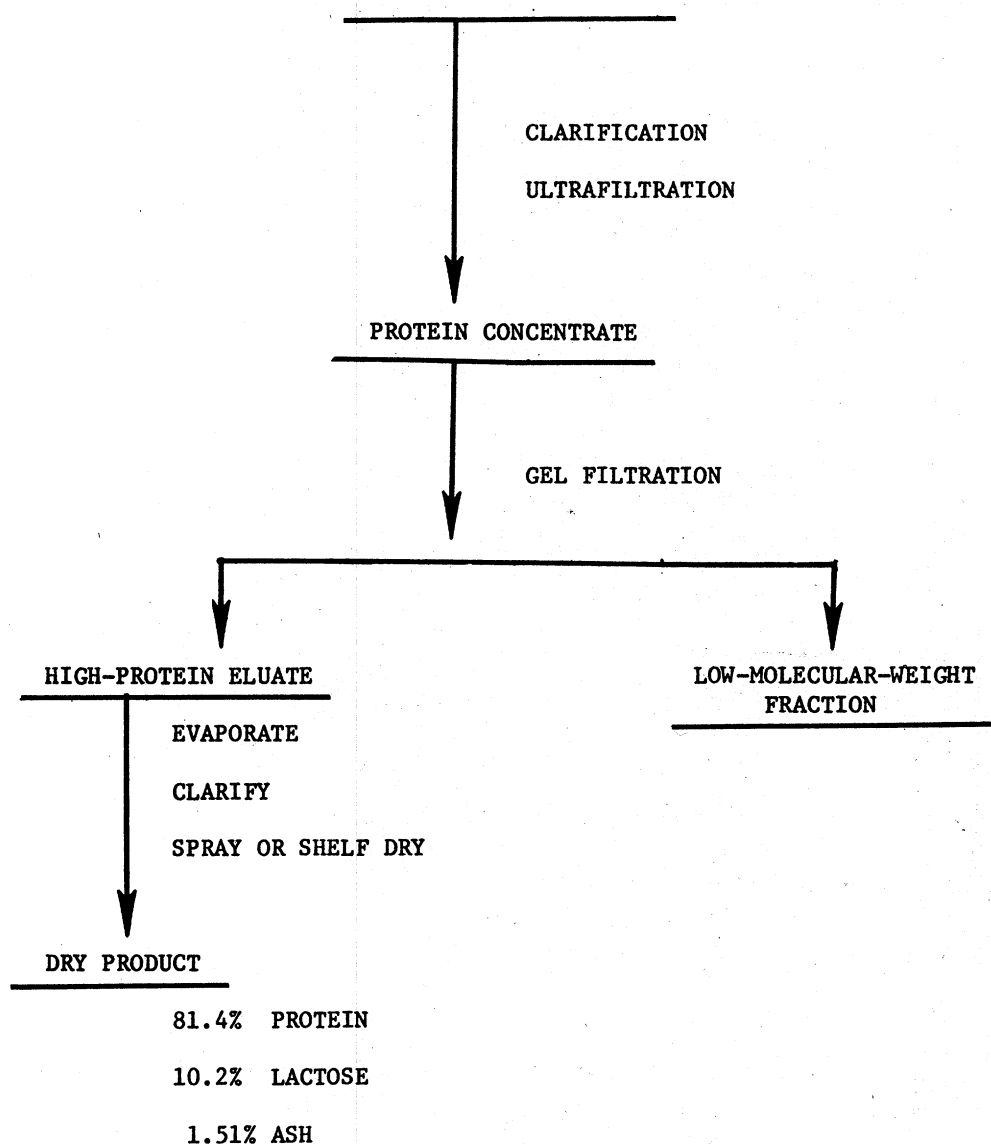 CLARIFICATION
ULTRAFILTRATION
PROTEIN CONCENTRATE
GEL FILTRATION
HIGH-PROTEIN ELUATE
LOW-MOLECULAR-WEIGHT
FRACTION
EVAPORATE
CLARIFY
SPRAY OR SHELF DRY
DRY PRODUCT
81.4% PROTEIN
10.2% LACTOSE
1.51% ASH